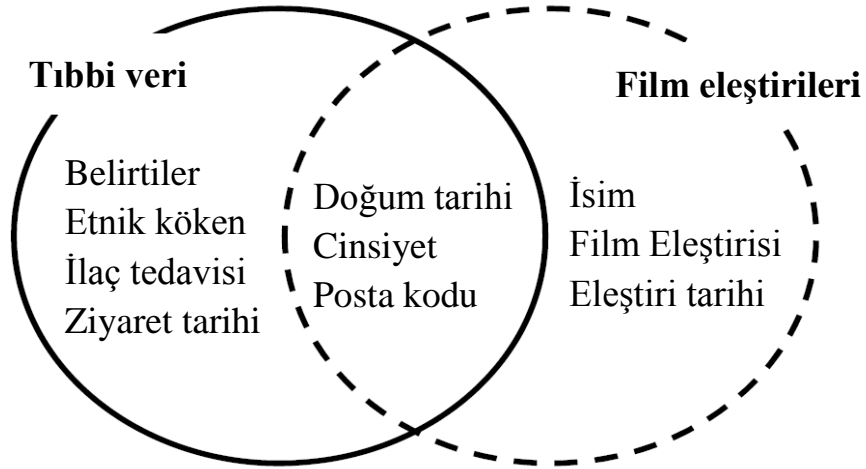 Tıbbi veri
Film eleştirileri
Belirtiler
Etnik köken
İlaç tedavisi
Ziyaret tarihi
Doğum tarihi
Cinsiyet
Posta kodu
İsim
Film Eleştirisi
Eleştiri tarihi